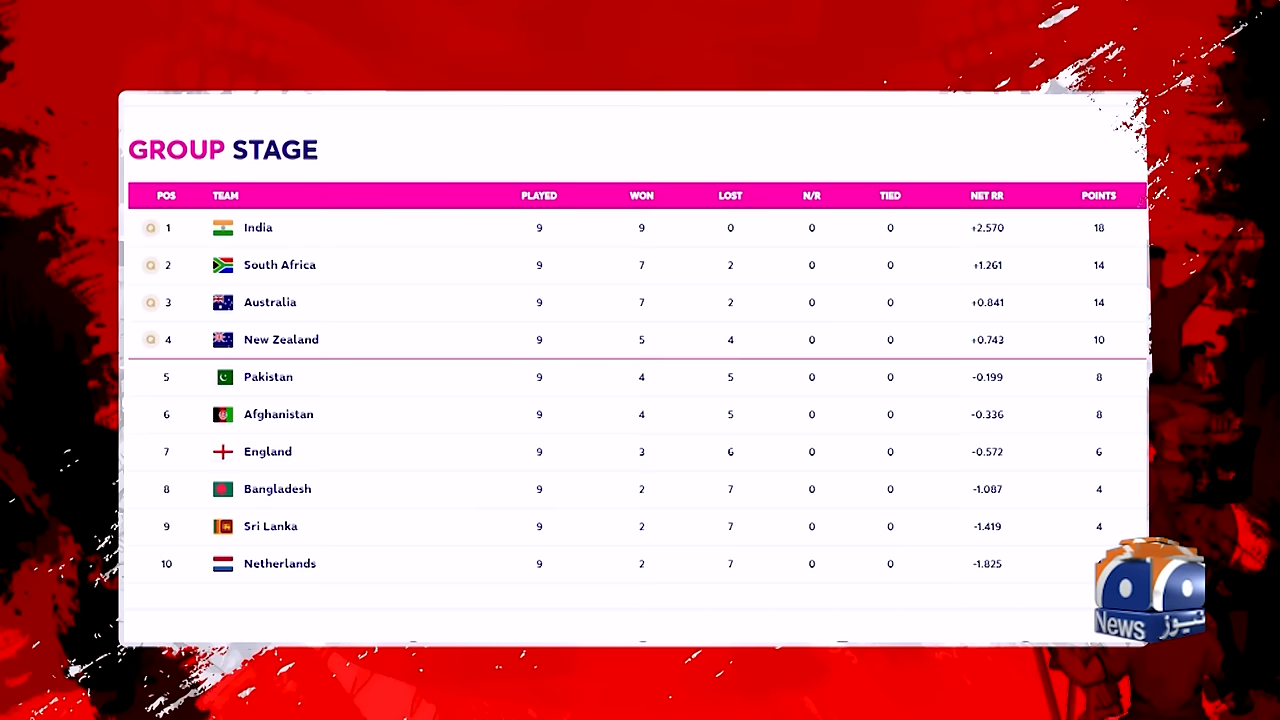 GROUP STAGE
POS TEAM PLAYED WON LOST N/R TIED NET RR POINTS
Q 1 India 9 9 0 0 0 +2.570 18
Q 2 South Africa 9 7 2 0 0 +1.261 14
Q 3 Australia 9 7 2 0 0 +0.841 14
Q 4 New Zealand 9 5 4 0 0 +0.743 10
5 Pakistan 9 4 5 0 0 -0.199 8
6 Afghanistan 9 4 5 0 0 -0.336 8
7 England 9 3 6 0 0 -0.572 6
8 Bangladesh 9 2 7 0 0 -1.087 4
9 Sri Lanka 9 2 7 0 0 -1.419 4
10 Netherlands 9 2 7 0 0 -1.825
News نیوز